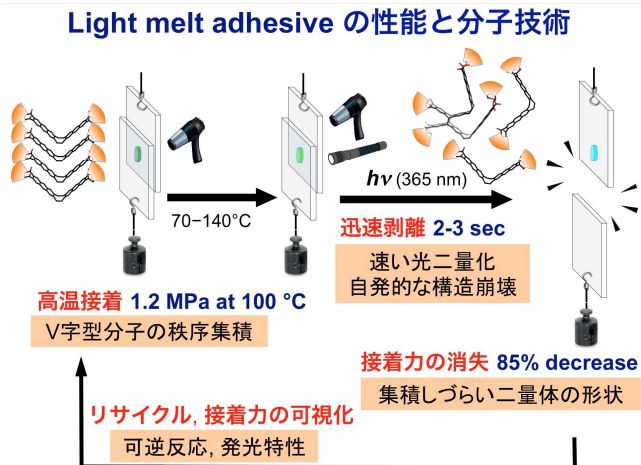 Light melt adhesive の性能と分子技術
70−140°C
hν (365 nm)
迅速剥離 2-3 sec
速い光二量化
自発的な構造崩壊
高温接着 1.2 MPa at 100 °C
V字型分子の秩序集積
接着力の消失 85% decrease
集積しづらい二量体の形状
リサイクル, 接着力の可視化
可逆反応, 発光特性